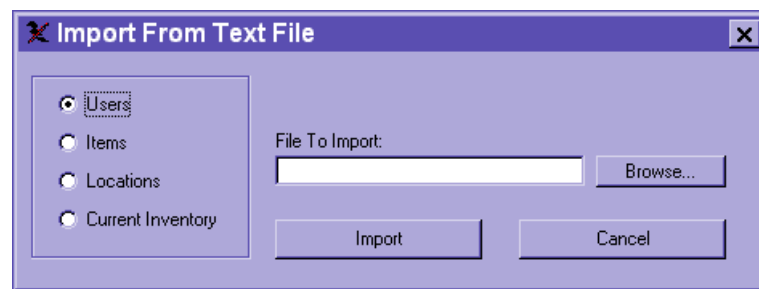 Import From Text File
Users
Items
Locations
Current Inventory
File To Import:
Browse...
Import
Cancel